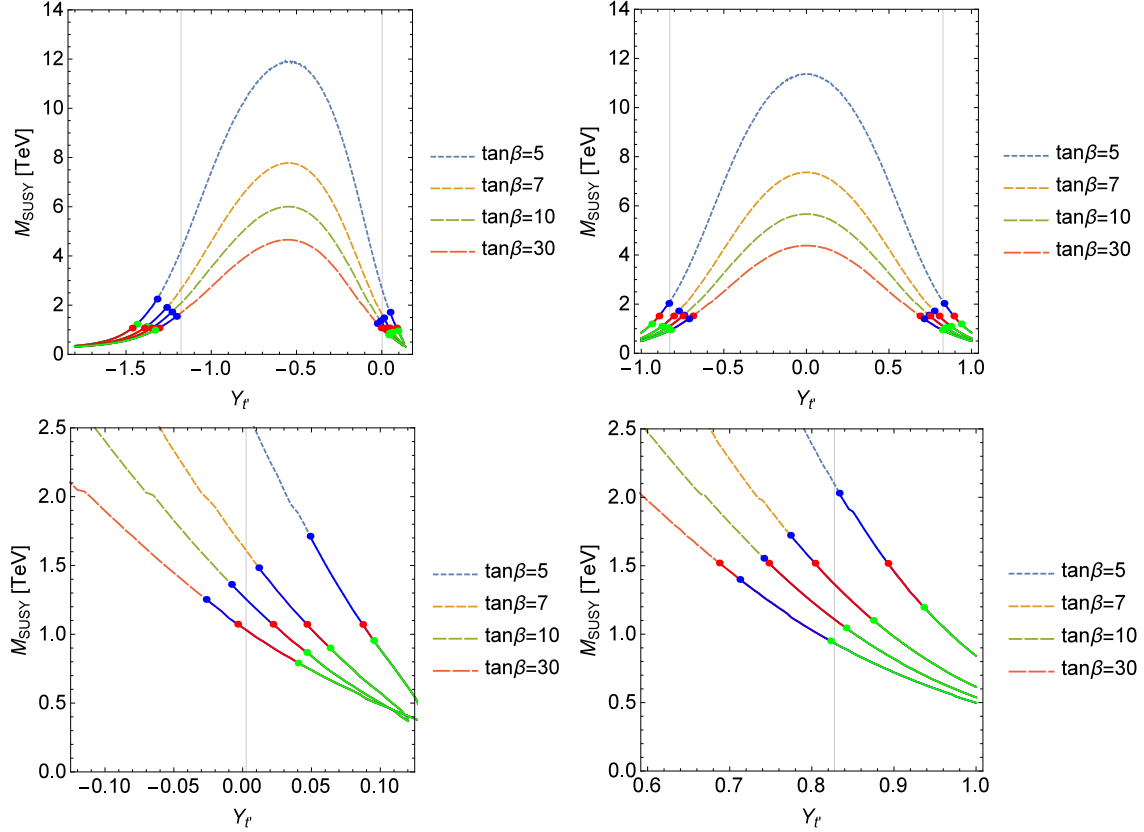 14
12
10
8
6
4
2
0
M_SUSY [TeV]
−1.5
−1.0
−0.5
0.0
Y_t'
tanβ=5
tanβ=7
tanβ=10
tanβ=30
14
12
10
8
6
4
2
0
M_SUSY [TeV]
−1.0
−0.5
0.0
0.5
1.0
Y_t'
tanβ=5
tanβ=7
tanβ=10
tanβ=30
2.5
2.0
1.5
1.0
0.5
0.0
M_SUSY [TeV]
−0.10
−0.05
0.00
0.05
0.10
Y_t'
tanβ=5
tanβ=7
tanβ=10
tanβ=30
2.5
2.0
1.5
1.0
0.5
0.0
M_SUSY [TeV]
0.6
0.7
0.8
0.9
1.0
Y_t'
tanβ=5
tanβ=7
tanβ=10
tanβ=30